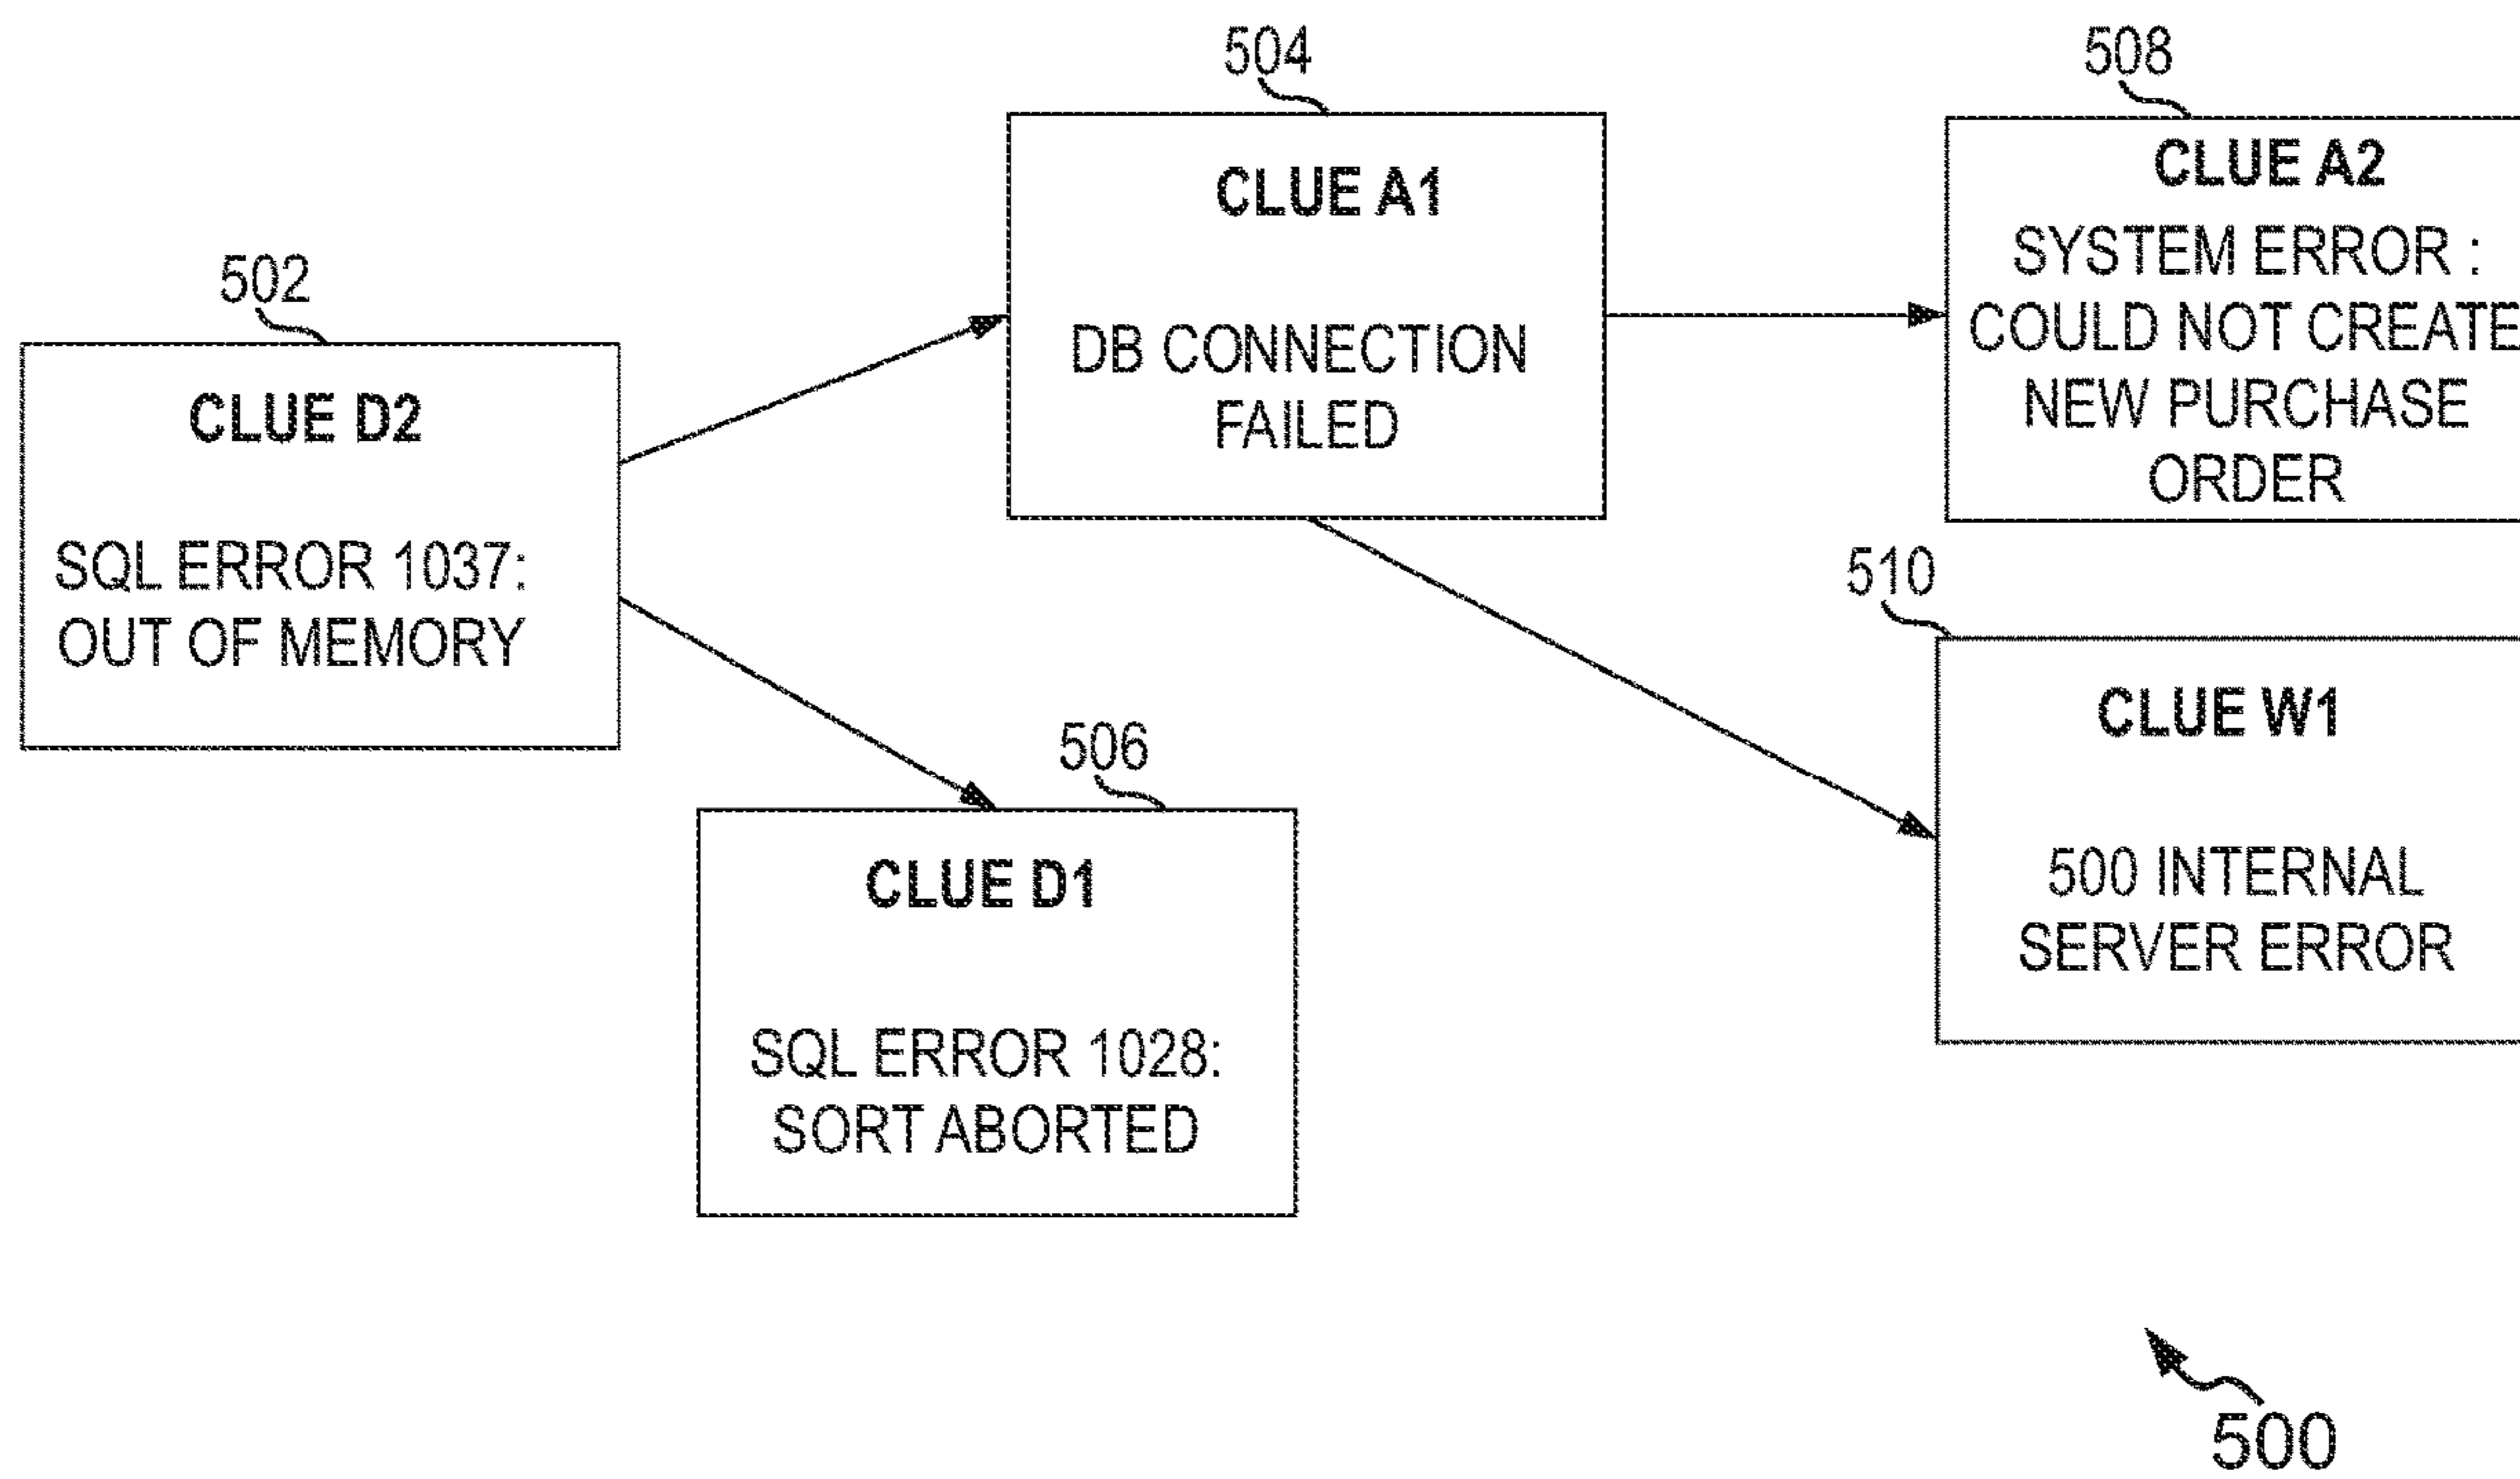 502
CLUE D2
SQL ERROR 1037:
OUT OF MEMORY
504
CLUE A1
DB CONNECTION
FAILED
506
CLUE D1
SQL ERROR 1028:
SORT ABORTED
508
CLUE A2
SYSTEM ERROR :
COULD NOT CREATE
NEW PURCHASE
ORDER
510
CLUE W1
500 INTERNAL
SERVER ERROR
500